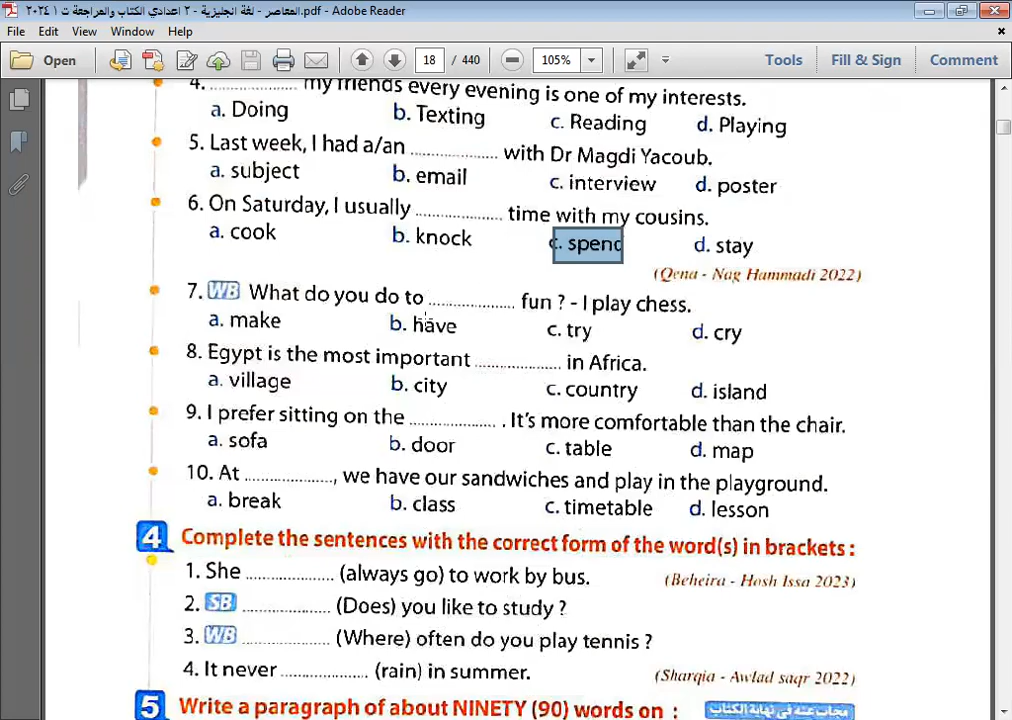 المعاصر - لغة انجليزية - ٢ اعدادي الكتاب والمراجعة ت ١ ٢٠٢٤.pdf - Adobe Reader
File Edit View Window Help
Open 18 / 440 105% Tools Fill & Sign Comment
4. .................. my friends every evening is one of my interests.
a. Doing b. Texting c. Reading d. Playing
5. Last week, I had a/an .................. with Dr Magdi Yacoub.
a. subject b. email c. interview d. poster
6. On Saturday, I usually .................. time with my cousins.
a. cook b. knock c. spend d. stay
(Qena - Nag Hammadi 2022)
7. WB What do you do to .................. fun ? - I play chess.
a. make b. have c. try d. cry
8. Egypt is the most important .................. in Africa.
a. village b. city c. country d. island
9. I prefer sitting on the .................. . It's more comfortable than the chair.
a. sofa b. door c. table d. map
10. At .................. , we have our sandwiches and play in the playground.
a. break b. class c. timetable d. lesson
4 Complete the sentences with the correct form of the word(s) in brackets :
1. She .................. (always go) to work by bus. (Beheira - Hosh Issa 2023)
2. SB .................. (Does) you like to study ?
3. WB .................. (Where) often do you play tennis ?
4. It never .................. (rain) in summer. (Sharqia - Awlad saqr 2022)
5 Write a paragraph of about NINETY (90) words on : مجاب عنه في نهاية الكتاب